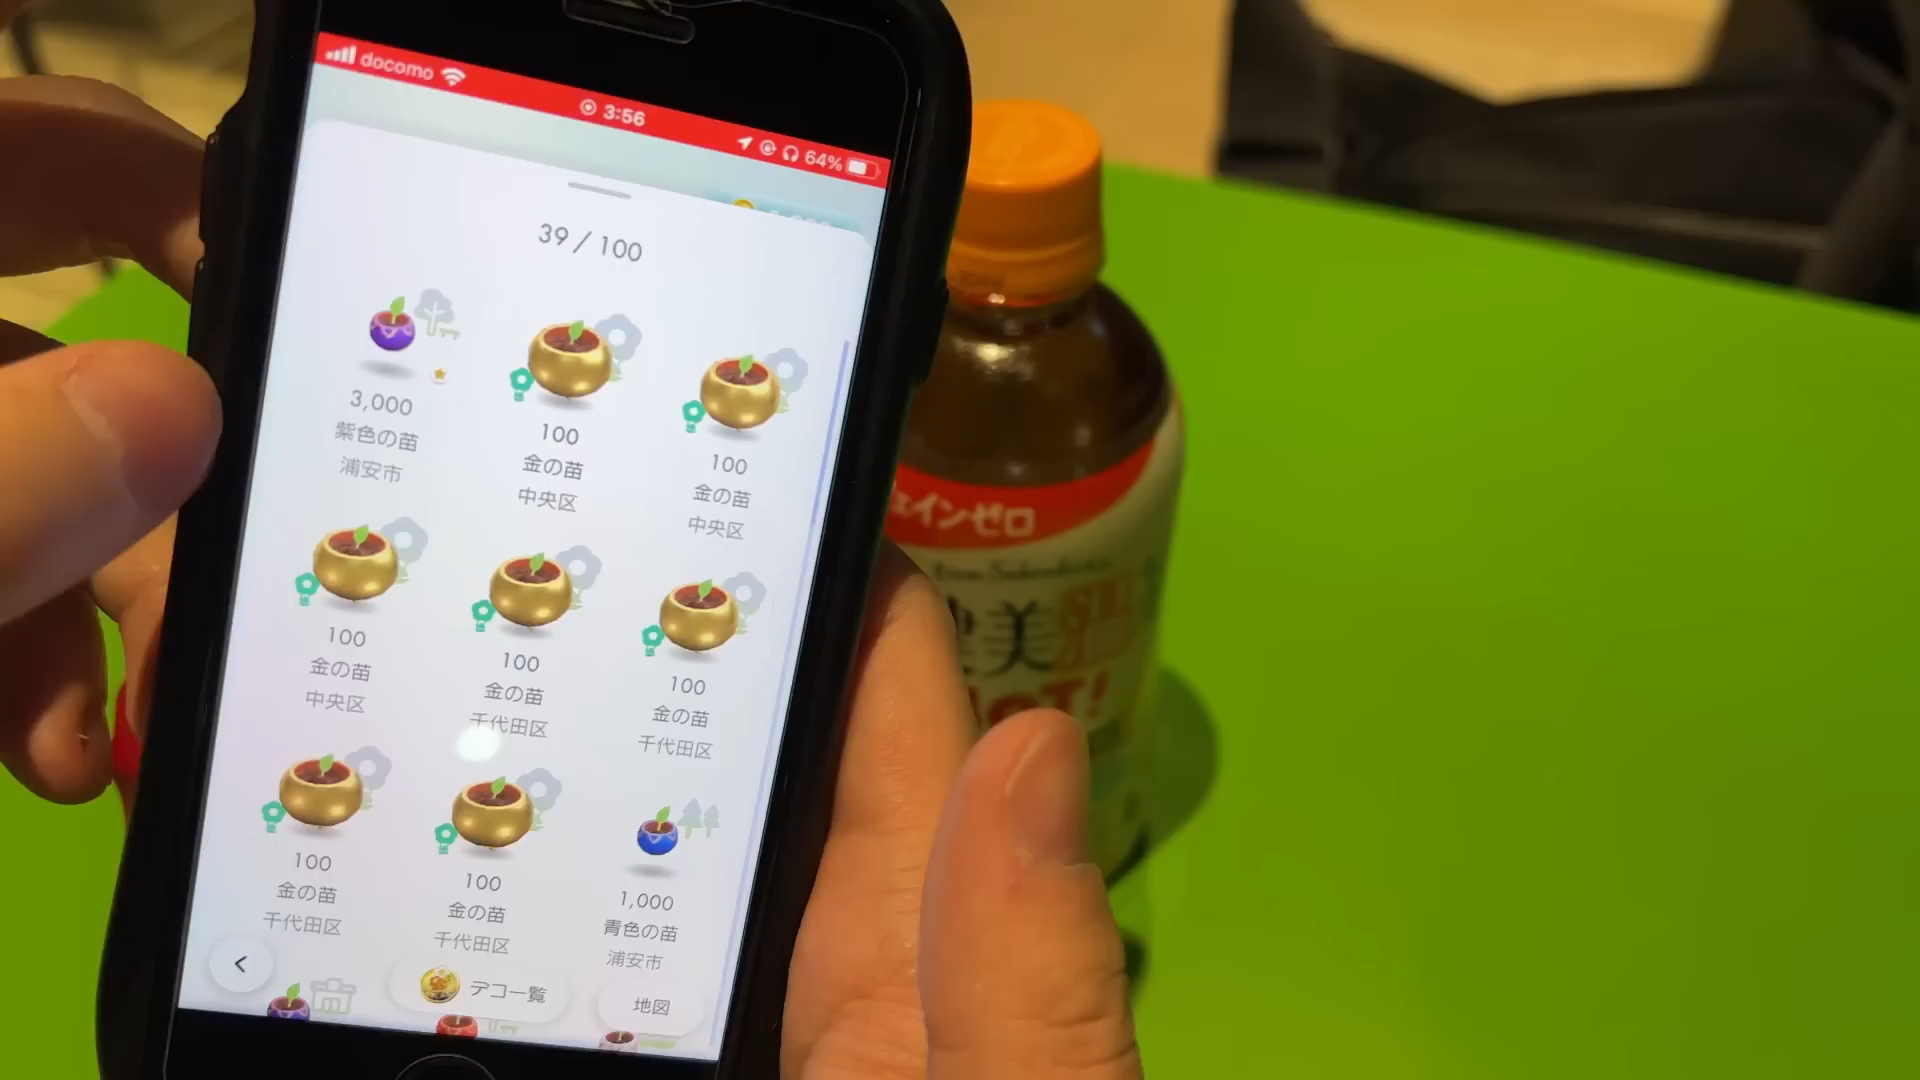 docomo
3:56
64%
39 / 100
3,000
紫色の苗
浦安市
100
金の苗
中央区
100
金の苗
中央区
100
金の苗
中央区
100
金の苗
千代田区
100
金の苗
千代田区
100
金の苗
千代田区
100
金の苗
千代田区
1,000
青色の苗
浦安市
デコ一覧
地図
インゼロ
美